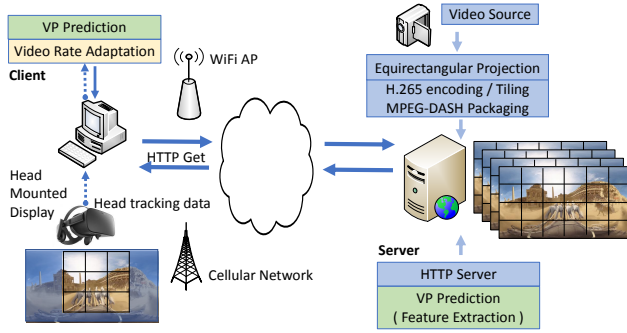 VP Prediction
Video Rate Adaptation
Client
WiFi AP
HTTP Get
Head
Mounted
Display
Head tracking data
Cellular Network
Video Source
Equirectangular Projection
H.265 encoding / Tiling
MPEG-DASH Packaging
Server
HTTP Server
VP Prediction
( Feature Extraction )